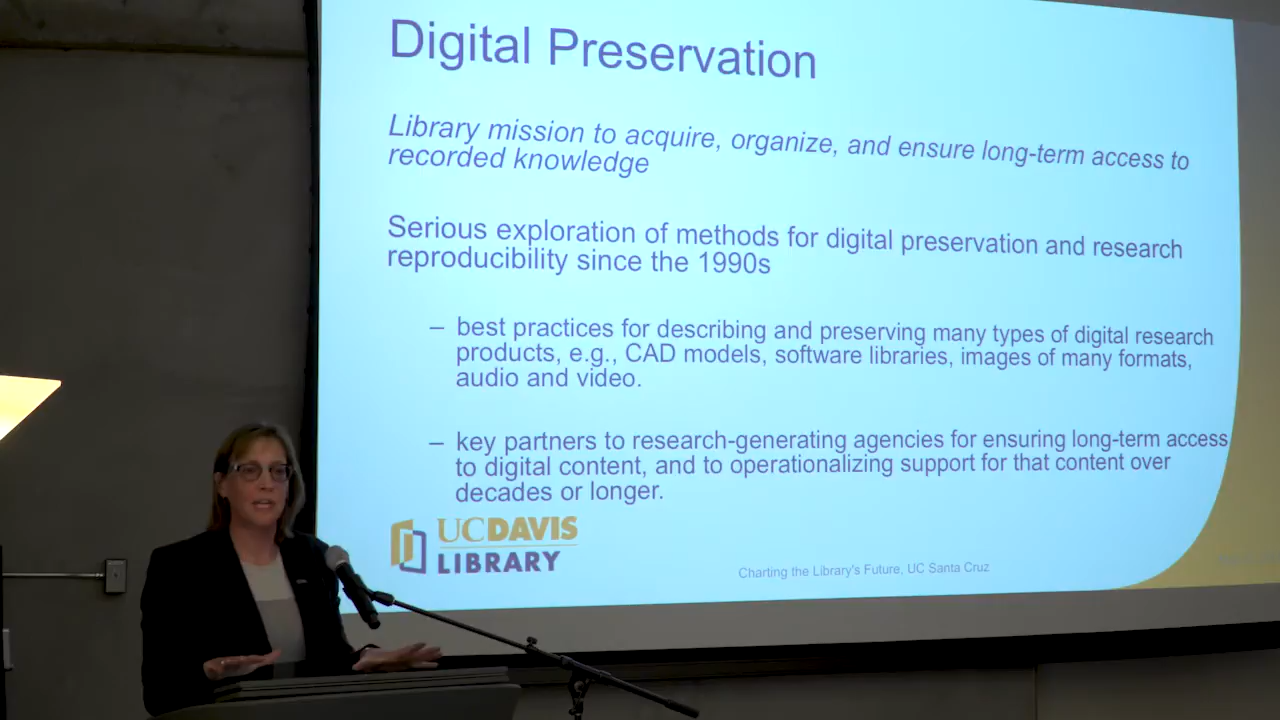 Digital Preservation
Library mission to acquire, organize, and ensure long-term access to
recorded knowledge
Serious exploration of methods for digital preservation and research
reproducibility since the 1990s
– best practices for describing and preserving many types of digital research
products, e.g., CAD models, software libraries, images of many formats,
audio and video.
– key partners to research-generating agencies for ensuring long-term access
to digital content, and to operationalizing support for that content over
decades or longer.
UCDAVIS
LIBRARY
Charting the Library's Future, UC Santa Cruz